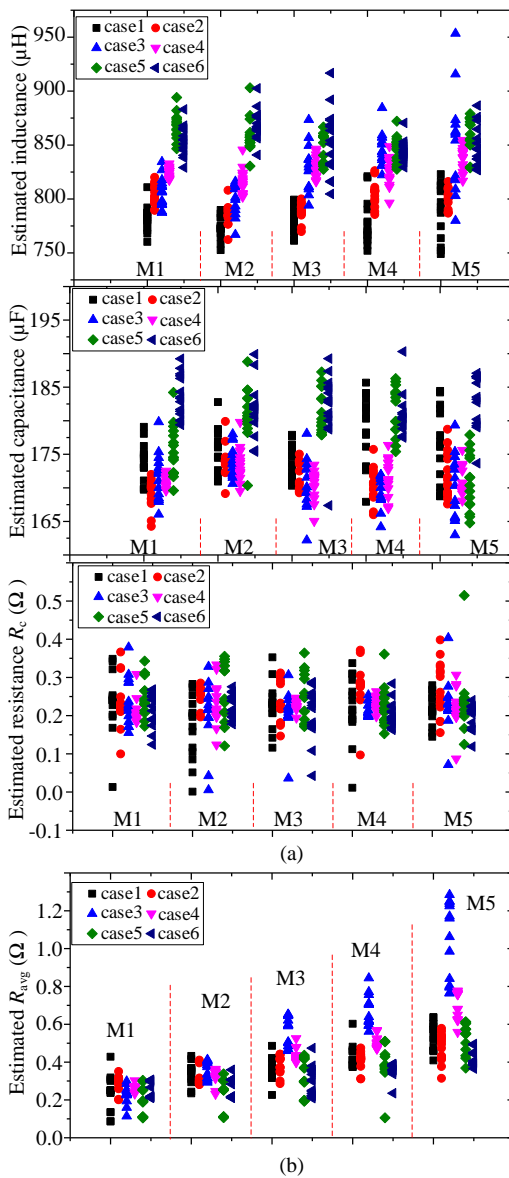 Estimated inductance (μH)
950
900
850
800
750
case1 case2
case3 case4
case5 case6
M1 M2 M3 M4 M5
Estimated capacitance (μF)
195
185
175
165
case1 case2
case3 case4
case5 case6
M1 M2 M3 M4 M5
Estimated resistance Rc (Ω)
0.5
0.4
0.3
0.2
0.1
0.0
-0.1
case1 case2
case3 case4
case5 case6
M1 M2 M3 M4 M5
(a)
Estimated Ravg (Ω)
1.2
1.0
0.8
0.6
0.4
0.2
0.0
case1 case2
case3 case4
case5 case6
M1 M2 M3 M4 M5
(b)